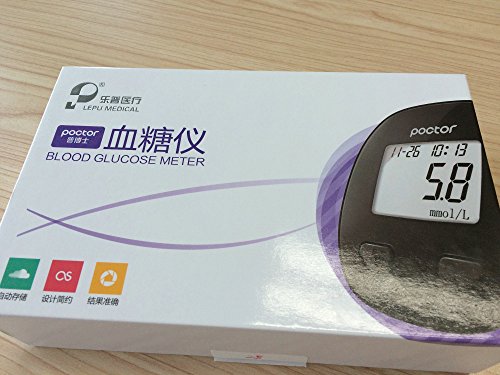 ®
乐普医疗
LEPU MEDICAL
poctor
普博士
血糖仪
BLOOD GLUCOSE METER
poctor
11-26 10:13
5.8
mmol/L
自动存储
设计简约
结果准确